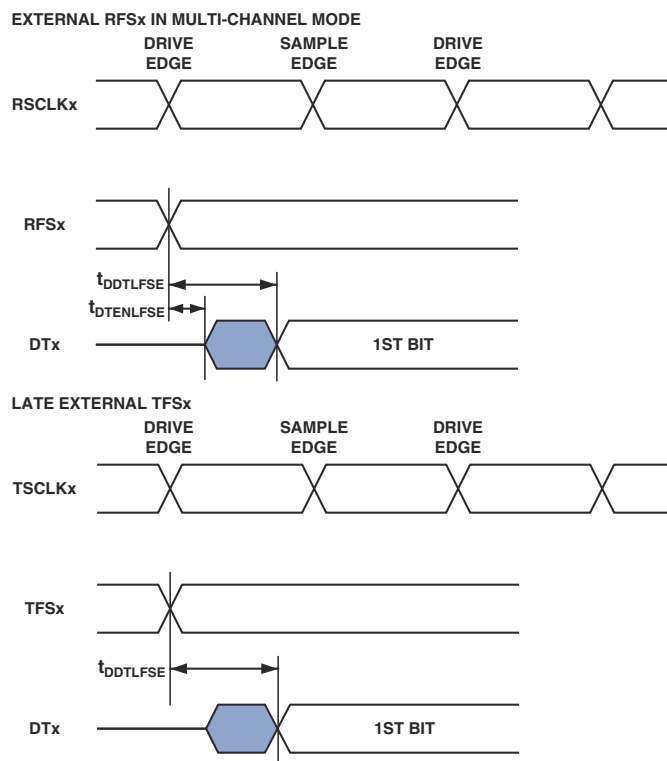 EXTERNAL RFSx IN MULTI-CHANNEL MODE
DRIVE EDGE
SAMPLE EDGE
DRIVE EDGE
RSCLKx
RFSx
tDDTLFSE
tDTENLFSE
DTx
1ST BIT
LATE EXTERNAL TFSx
DRIVE EDGE
SAMPLE EDGE
DRIVE EDGE
TSCLKx
TFSx
tDDTLFSE
DTx
1ST BIT